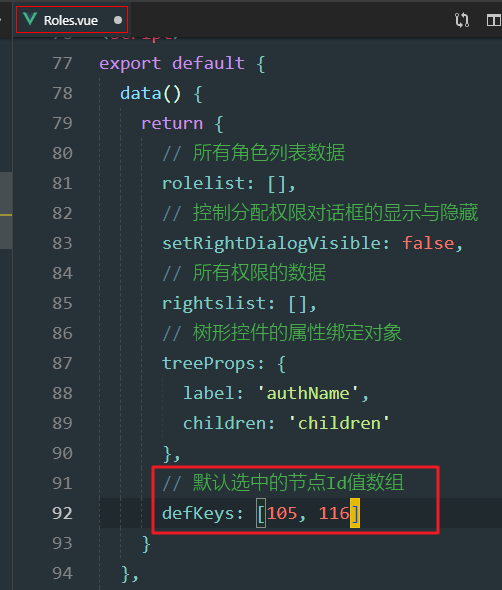 Roles.vue
76 <script>
77 export default {
78 data() {
79 return {
80 // 所有角色列表数据
81 rolelist: [],
82 // 控制分配权限对话框的显示与隐藏
83 setRightDialogVisible: false,
84 // 所有权限的数据
85 rightslist: [],
86 // 树形控件的属性绑定对象
87 treeProps: {
88 label: 'authName',
89 children: 'children'
90 },
91 // 默认选中的节点Id值数组
92 defKeys: [105, 116]
93 }
94 },